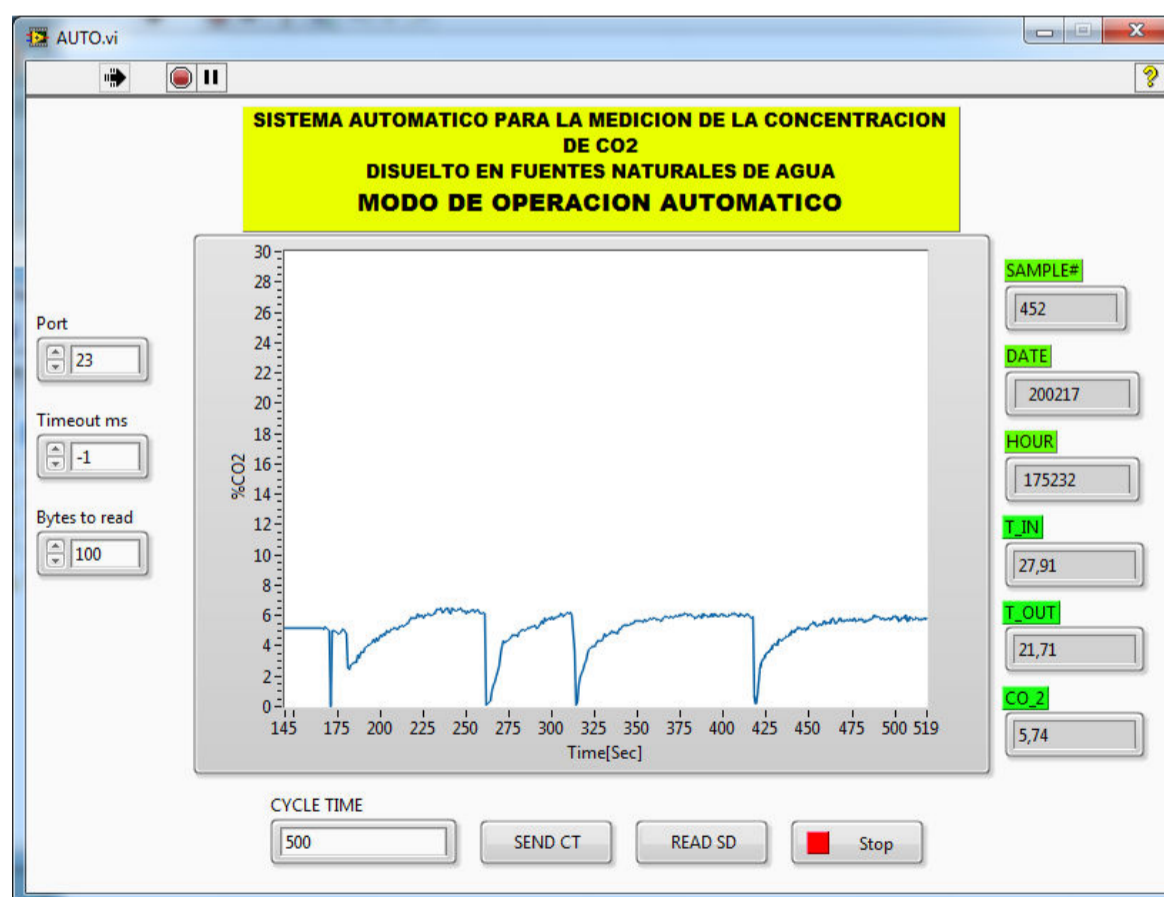 AUTO.vi
SISTEMA AUTOMATICO PARA LA MEDICION DE LA CONCENTRACION
DE CO2
DISUELTO EN FUENTES NATURALES DE AGUA
MODO DE OPERACION AUTOMATICO
Port
23
Timeout ms
-1
Bytes to read
100
%CO2
30
28
26
24
22
20
18
16
14
12
10
8
6
4
2
0
145 175 200 225 250 275 300 325 350 375 400 425 450 475 500 519
Time[Sec]
SAMPLE#
452
DATE
200217
HOUR
175232
T_IN
27,91
T_OUT
21,71
CO_2
5,74
CYCLE TIME
500
SEND CT
READ SD
Stop